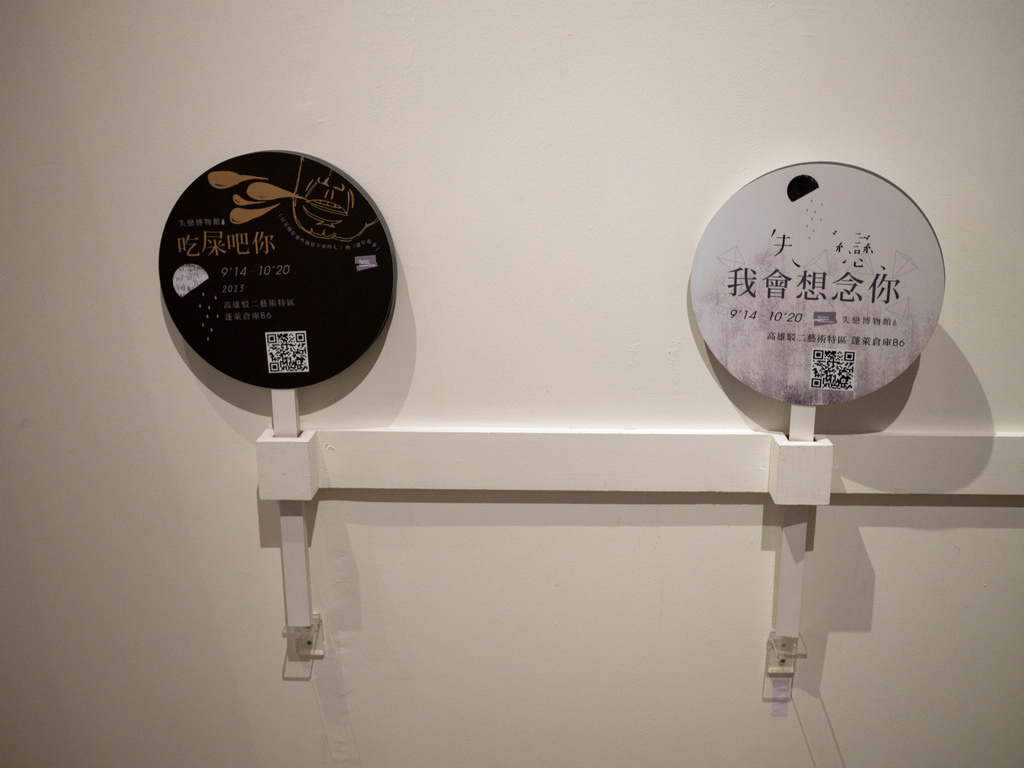 失戀博物館
吃屎吧你
9'14 - 10'20
2013
高雄駁二藝術特區
蓬萊倉庫B6
失戀
我會想念你
9'14 - 10'20
失戀博物館
高雄駁二藝術特區 蓬萊倉庫B6